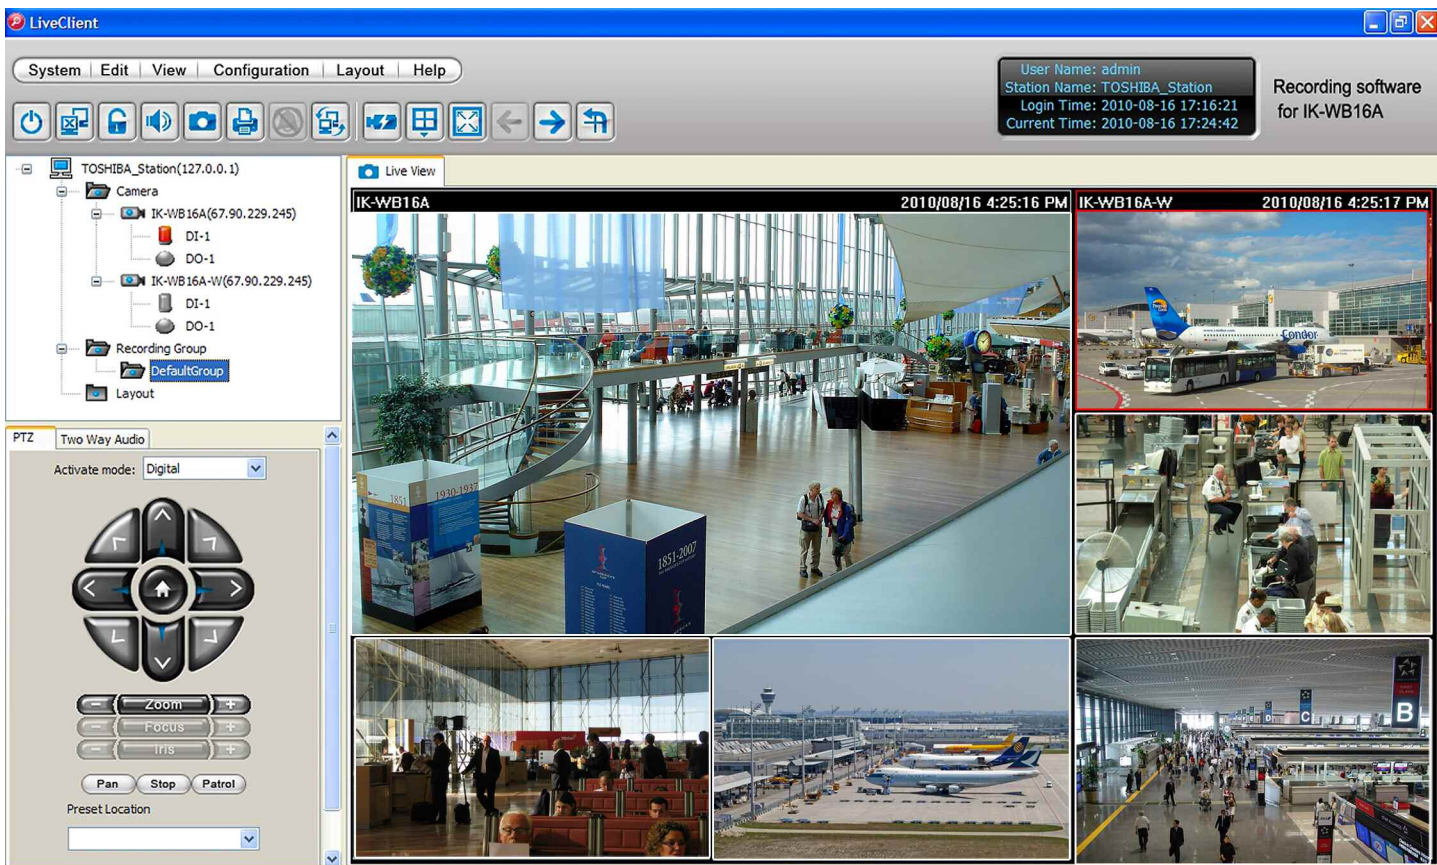 LiveClient
System Edit View Configuration Layout Help
User Name: admin
Station Name: TOSHIBA_Station
Login Time: 2010-08-16 17:16:21
Current Time: 2010-08-16 17:24:42
Recording software
for IK-WB16A
TOSHIBA_Station(127.0.0.1)
Camera
IK-WB16A(67.90.229.245)
DI-1
DO-1
IK-WB16A-W(67.90.229.245)
DI-1
DO-1
Recording Group
DefaultGroup
Layout
PTZ Two Way Audio
Activate mode: Digital
Zoom
Focus
Iris
Pan Stop Patrol
Preset Location
Live View
IK-WB16A 2010/08/16 4:25:16 PM
1851
1930-1937
1851-2007
IK-WB16A-W 2010/08/16 4:25:17 PM
www.condor.com
Condor
D
C
B